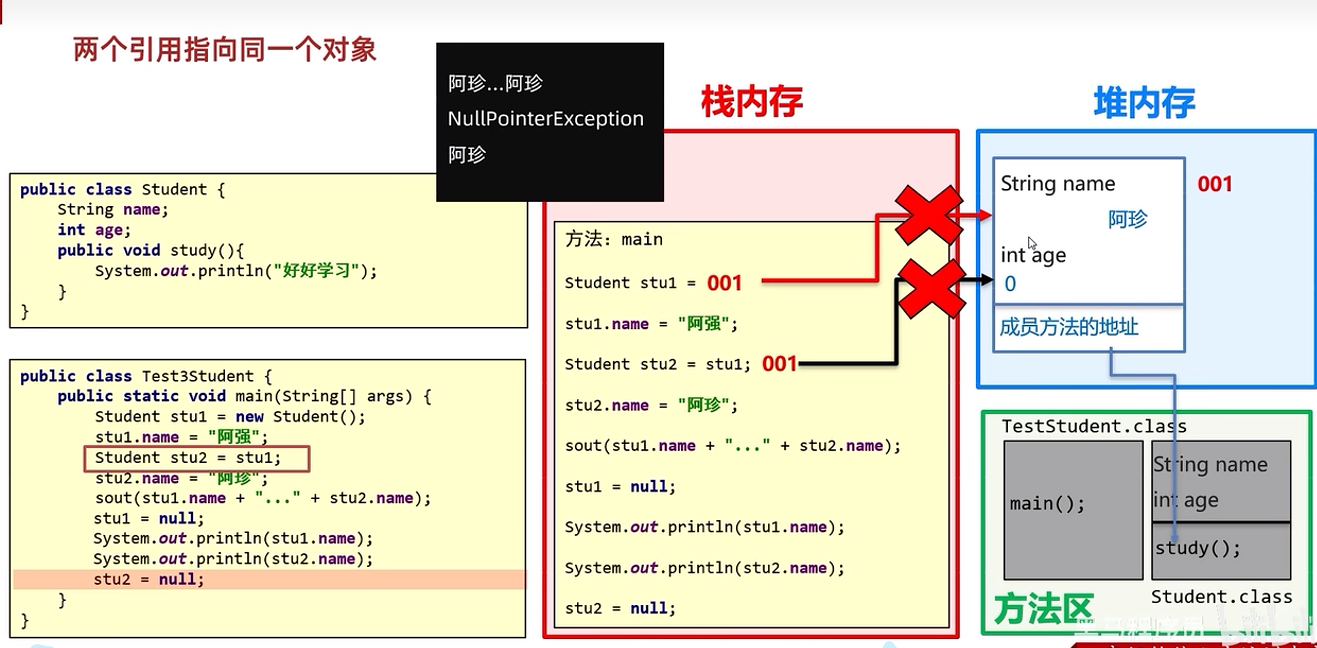 两个引用指向同一个对象
阿珍...阿珍
NullPointerException
阿珍
public class Student {
String name;
int age;
public void study(){
System.out.println("好好学习");
}
}
public class Test3Student {
public static void main(String[] args) {
Student stu1 = new Student();
stu1.name = "阿强";
Student stu2 = stu1;
stu2.name = "阿珍";
sout(stu1.name + "..." + stu2.name);
stu1 = null;
System.out.println(stu1.name);
System.out.println(stu2.name);
stu2 = null;
}
}
栈内存
方法：main
Student stu1 = 001
stu1.name = "阿强";
Student stu2 = stu1; 001
stu2.name = "阿珍";
sout(stu1.name + "..." + stu2.name);
stu1 = null;
System.out.println(stu1.name);
System.out.println(stu2.name);
stu2 = null;
堆内存
String name
001
阿珍
int age
0
成员方法的地址
TestStudent.class
main();
String name
int age
study();
Student.class
方法区